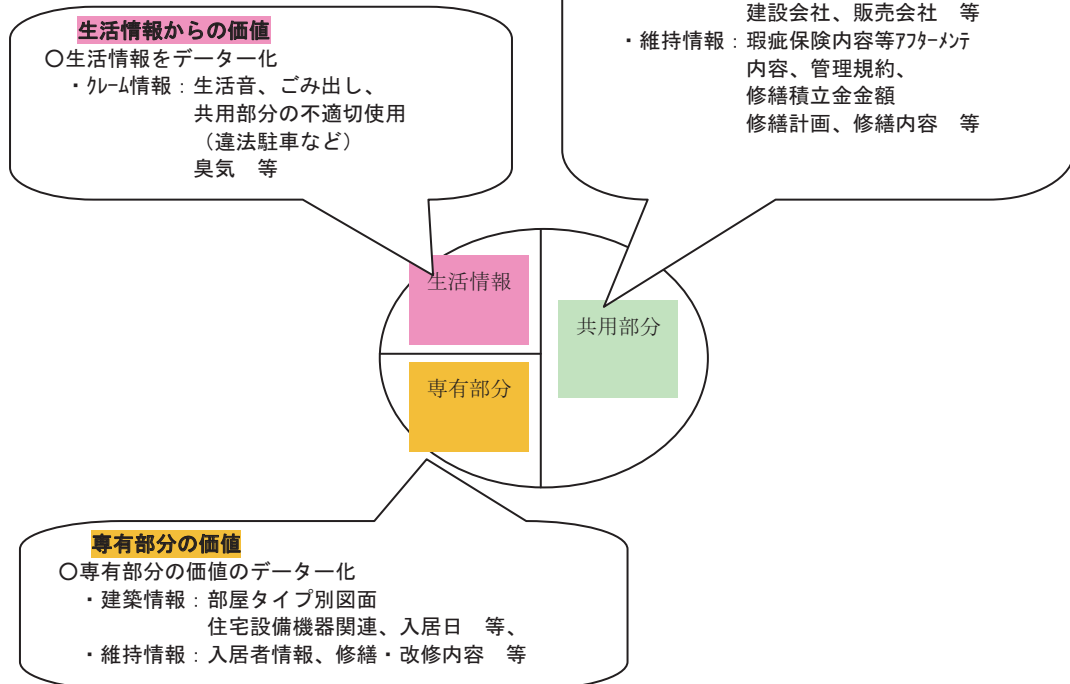 生活情報からの価値
〇生活情報をデーター化
・ｸﾚｰﾑ情報：生活音、ごみ出し、
共用部分の不適切使用
（違法駐車など）
臭気　等
建設会社、販売会社　等
・維持情報：瑕疵保険内容等ｱﾌﾀｰﾒﾝﾃ
内容、管理規約、
修繕積立金金額
修繕計画、修繕内容　等
生活情報
共用部分
専有部分
専有部分の価値
〇専有部分の価値のデーター化
・建築情報：部屋タイプ別図面
住宅設備機器関連、入居日　等、
・維持情報：入居者情報、修繕・改修内容　等